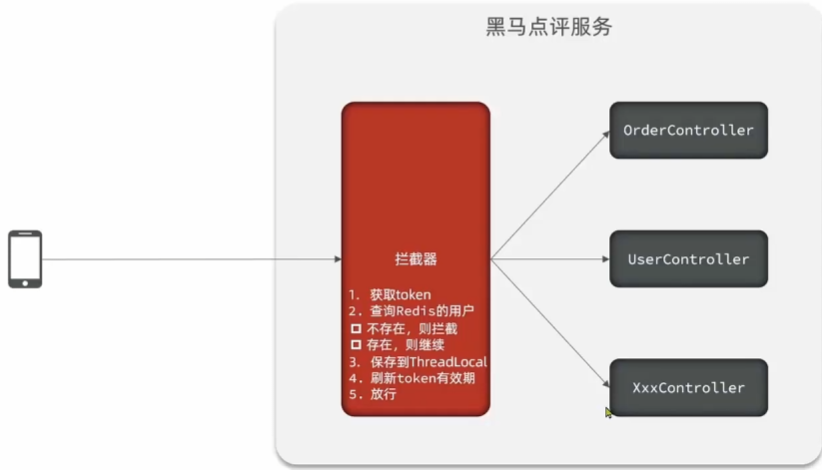 黑马点评服务
拦截器
1. 获取token
2. 查询Redis的用户
不存在，则拦截
存在，则继续
3. 保存到ThreadLocal
4. 刷新token有效期
5. 放行
OrderController
UserController
XxxController